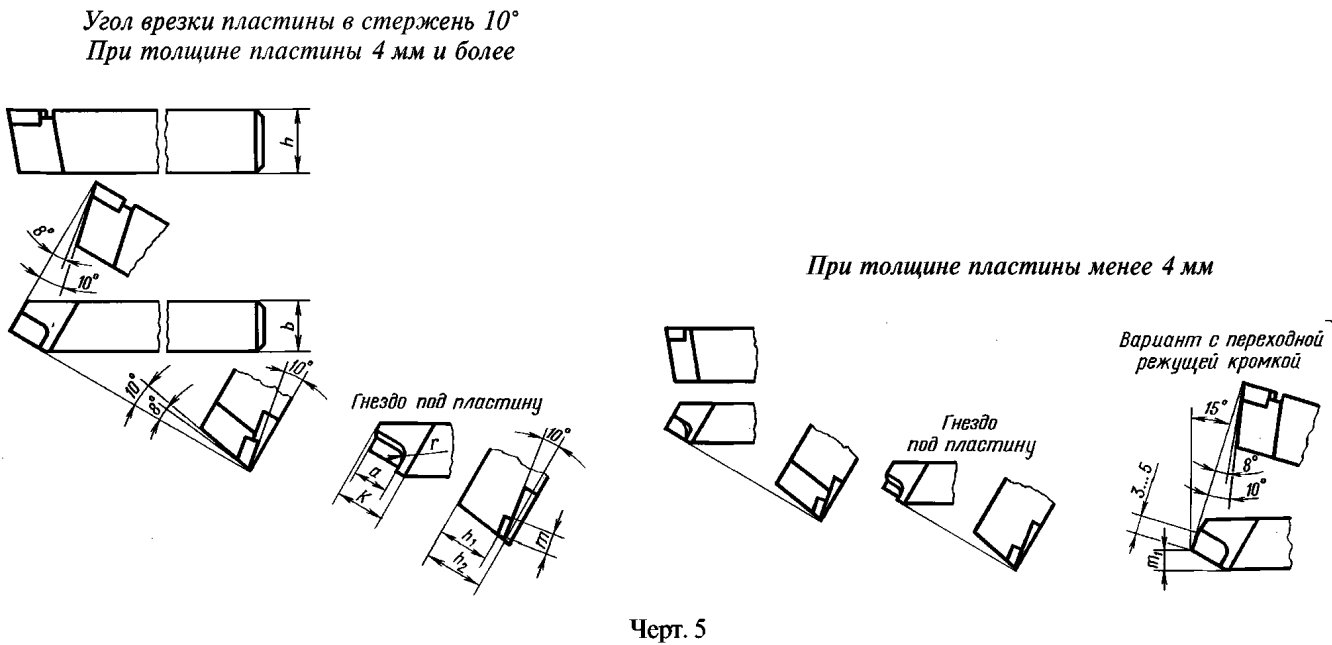 Угол врезки пластины в стержень 10°
При толщине пластины 4 мм и более
h
8°
10°
b
10°
8°
10°
Гнездо под пластину
r
a
K
10°
h₁
h₂
m
При толщине пластины менее 4 мм
Гнездо
под пластину
Вариант с переходной
режущей кромкой
15°
8°
10°
3...5
m₁
Черт. 5